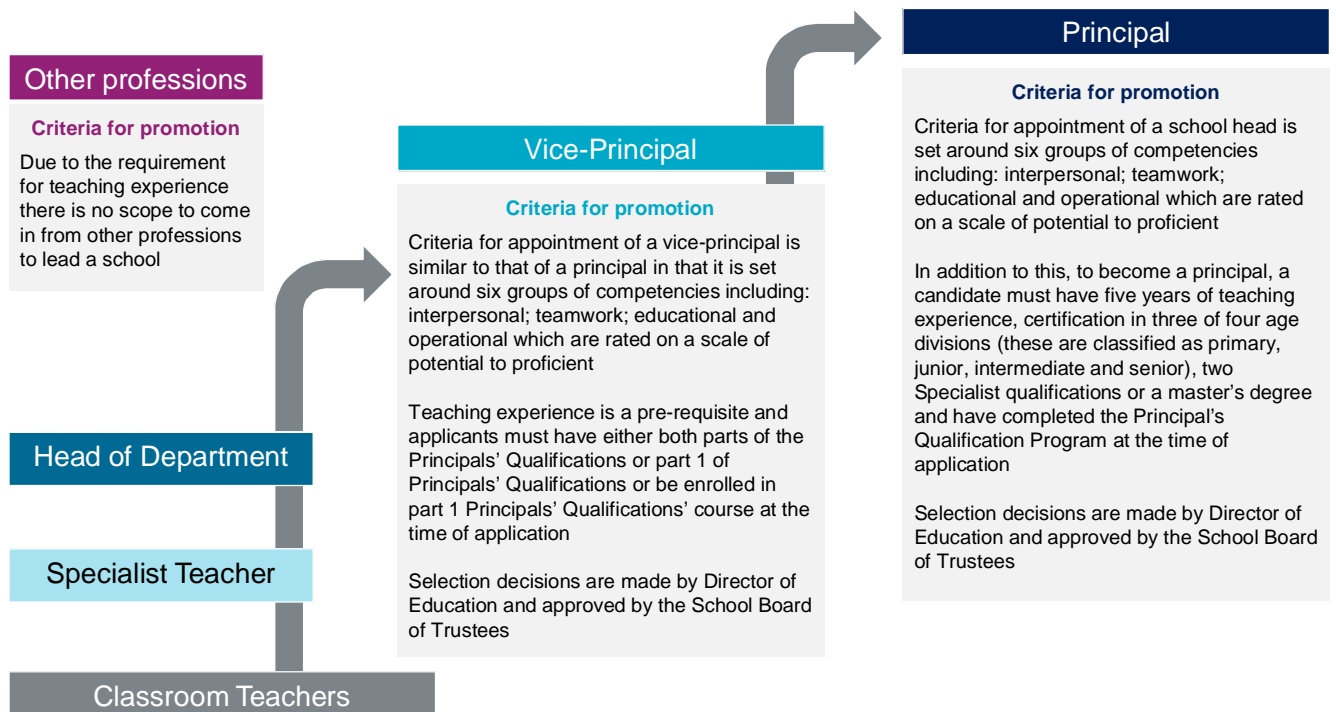 Other professions
Criteria for promotion
Due to the requirement
for teaching experience
there is no scope to come
in from other professions
to lead a school
Head of Department
Specialist Teacher
Classroom Teachers
Vice-Principal
Criteria for promotion
Criteria for appointment of a vice-principal is
similar to that of a principal in that it is set
around six groups of competencies including:
interpersonal; teamwork; educational and
operational which are rated on a scale of
potential to proficient
Teaching experience is a pre-requisite and
applicants must have either both parts of the
Principals’ Qualifications or part 1 of
Principals’ Qualifications or be enrolled in
part 1 Principals’ Qualifications’ course at the
time of application
Selection decisions are made by Director of
Education and approved by the School Board
of Trustees
Principal
Criteria for promotion
Criteria for appointment of a school head is
set around six groups of competencies
including: interpersonal; teamwork;
educational and operational which are rated
on a scale of potential to proficient
In addition to this, to become a principal, a
candidate must have five years of teaching
experience, certification in three of four age
divisions (these are classified as primary,
junior, intermediate and senior), two
Specialist qualifications or a master’s degree
and have completed the Principal’s
Qualification Program at the time of
application
Selection decisions are made by Director of
Education and approved by the School Board
of Trustees